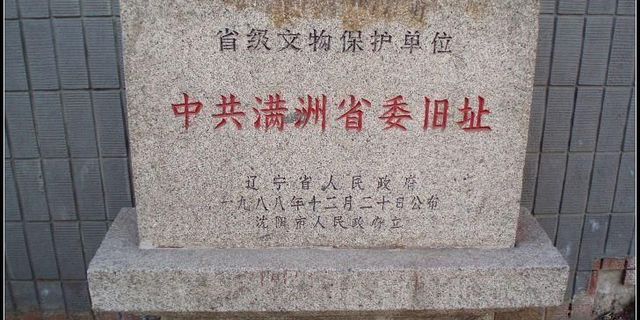 省级文物保护单位
中共满洲省委旧址
辽宁省人民政府
一九八八年十二月二十日公布
沈阳市人民政府立